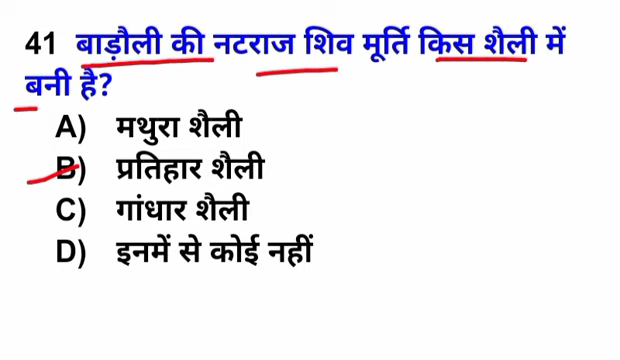 41 बाड़ौली की नटराज शिव मूर्ति किस शैली में
बनी है?
A) मथुरा शैली
B) प्रतिहार शैली
C) गांधार शैली
D) इनमें से कोई नहीं